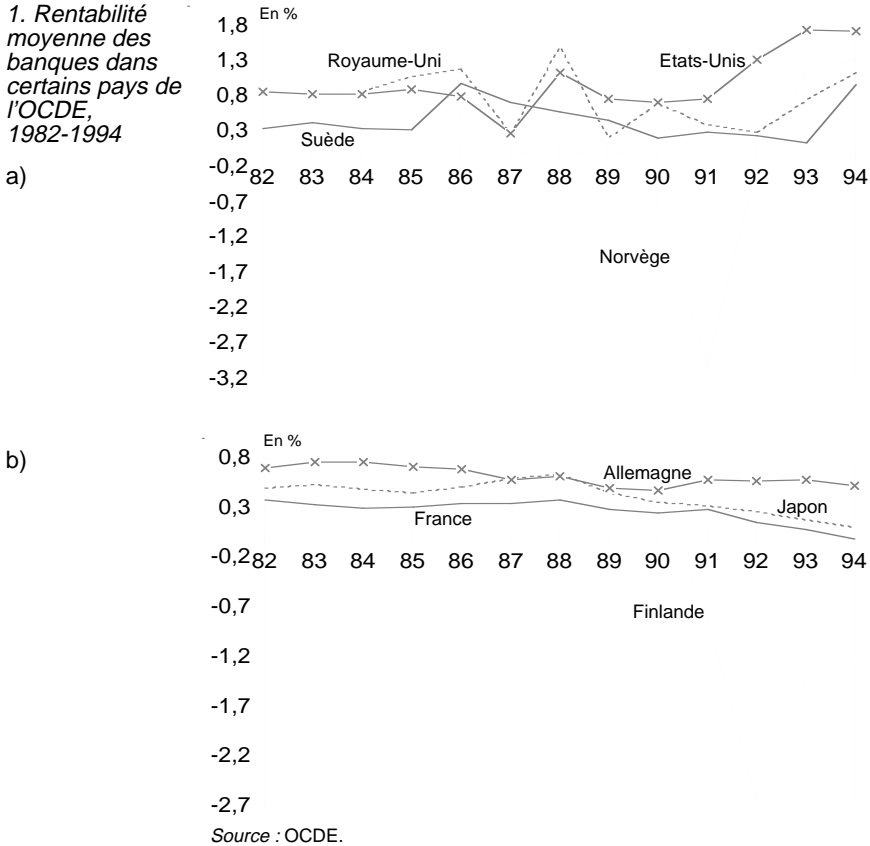 1. Rentabilité
moyenne des
banques dans
certains pays de
l'OCDE,
1982-1994
a)
En %
1,8
1,3
0,8
0,3
-0,2
-0,7
-1,2
-1,7
-2,2
-2,7
-3,2
Royaume-Uni
Etats-Unis
Suède
82 83 84 85 86 87 88 89 90 91 92 93 94
Norvège
b)
En %
0,8
0,3
-0,2
-0,7
-1,2
-1,7
-2,2
-2,7
Allemagne
Japon
France
82 83 84 85 86 87 88 89 90 91 92 93 94
Finlande
Source : OCDE.